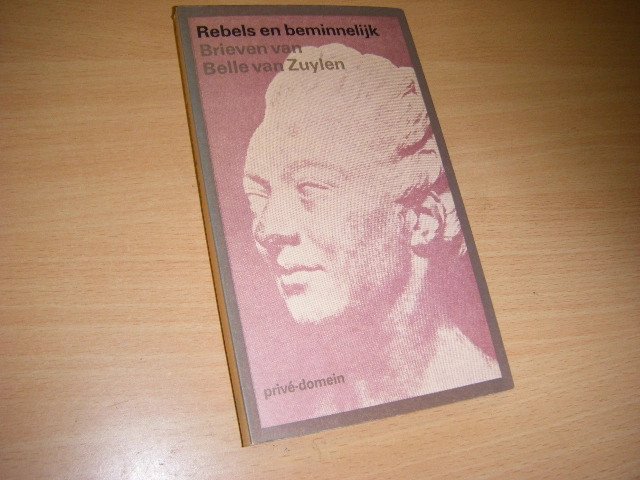 Rebels en beminnelijk
Brieven van
Belle van Zuylen
privé-domein